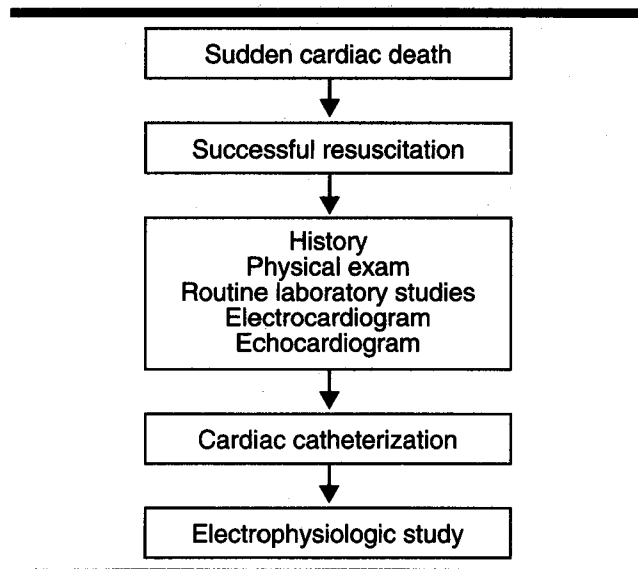 Sudden cardiac death
Successful resuscitation
History
Physical exam
Routine laboratory studies
Electrocardiogram
Echocardiogram
Cardiac catheterization
Electrophysiologic study